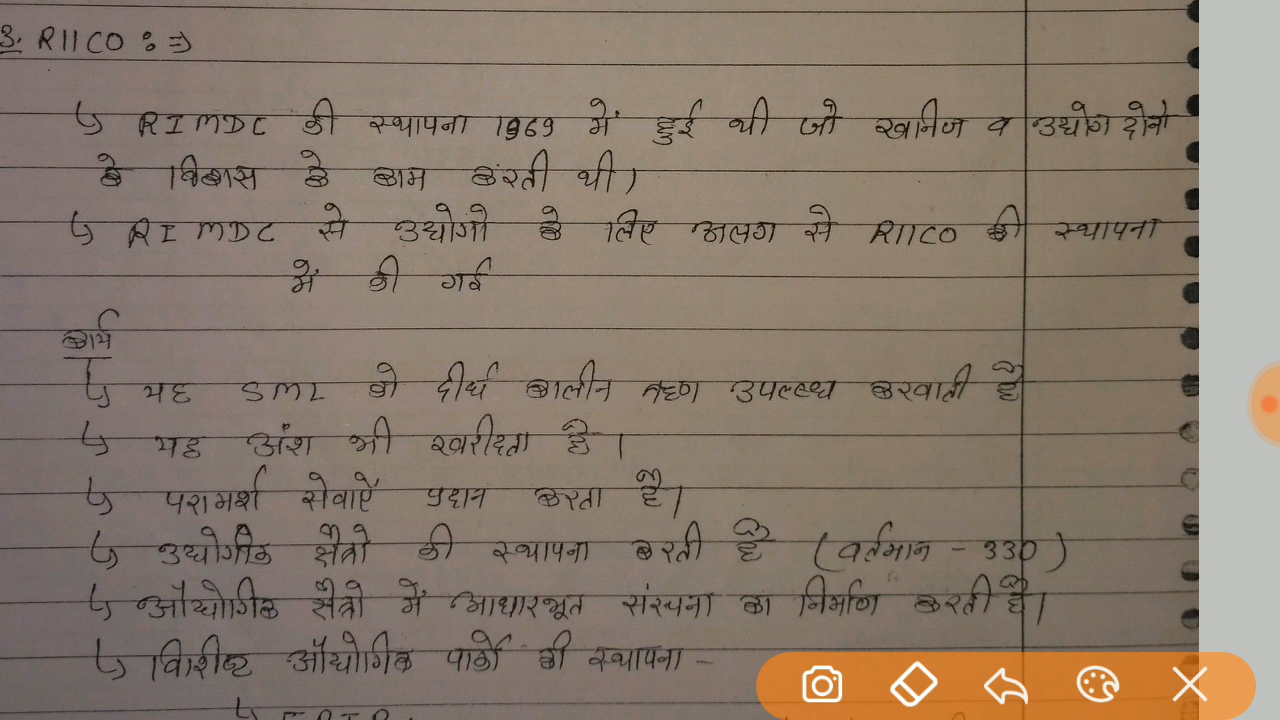 3. RIICO : ⇒
↳ RIMDC की स्थापना 1969 में हुई थी जो खनिज व उद्योग दोनो
के विकास के काम करती थी।
↳ RIMDC से उद्योगो के लिए अलग से RIICO की स्थापना
में की गई
कार्य
↳ यह SML को दीर्घ कालीन ऋण उपलब्ध करवाती है
↳ यह अंश भी खरीदता है।
↳ परामर्श सेवाऐं प्रदान करता है।
↳ उद्योगीक क्षैत्रो की स्थापना करती है (वर्तमान - 330)
↳ औद्योगिक क्षैत्रो में आधारभूत संरचना का निर्माण करती है।
↳ विशिष्ट औद्योगिक पार्को की स्थापना -